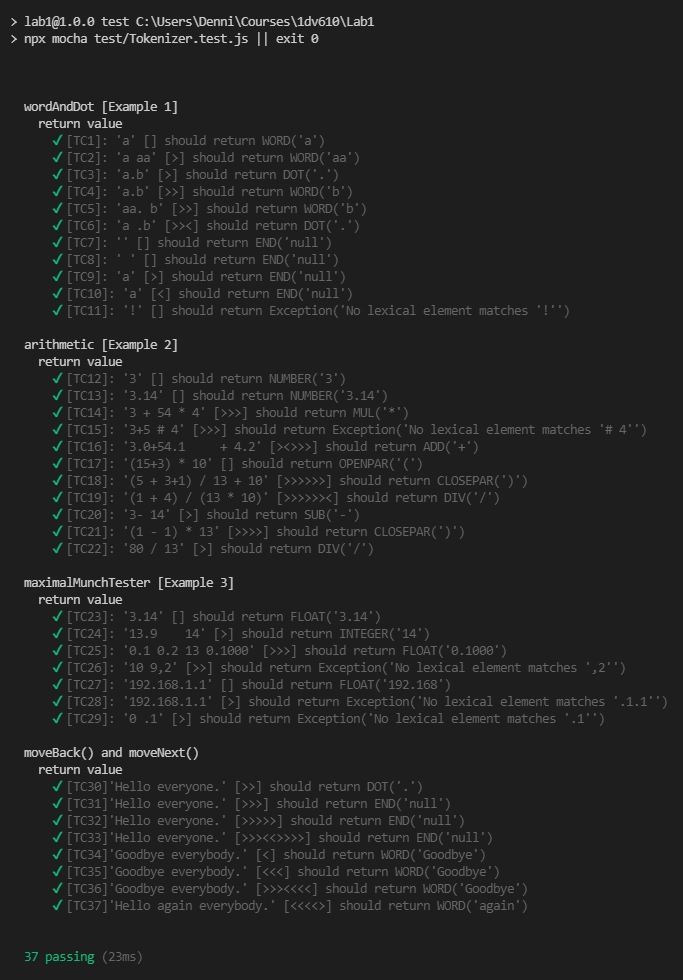 > lab1@1.0.0 test C:\Users\Denni\Courses\1dv610\Lab1
> npx mocha test/Tokenizer.test.js || exit 0
wordAndDot [Example 1]
return value
✓ [TC1]: 'a' [] should return WORD('a')
✓ [TC2]: 'a aa' [>] should return WORD('aa')
✓ [TC3]: 'a.b' [>] should return DOT('.')
✓ [TC4]: 'a.b' [>>] should return WORD('b')
✓ [TC5]: 'aa. b' [>>] should return WORD('b')
✓ [TC6]: 'a .b' [>><] should return DOT('.')
✓ [TC7]: '' [] should return END('null')
✓ [TC8]: ' ' [] should return END('null')
✓ [TC9]: 'a' [>] should return END('null')
✓ [TC10]: 'a' [<] should return END('null')
✓ [TC11]: '!' [] should return Exception('No lexical element matches '!'')
arithmetic [Example 2]
return value
✓ [TC12]: '3' [] should return NUMBER('3')
✓ [TC13]: '3.14' [] should return NUMBER('3.14')
✓ [TC14]: '3 + 54 * 4' [>>>] should return MUL('*')
✓ [TC15]: '3+5 # 4' [>>>] should return Exception('No lexical element matches '# 4'')
✓ [TC16]: '3.0+54.1     + 4.2' [><>>>] should return ADD('+')
✓ [TC17]: '(15+3) * 10' [] should return OPENPAR('(')
✓ [TC18]: '(5 + 3+1) / 13 + 10' [>>>>>>] should return CLOSEPAR(')')
✓ [TC19]: '(1 + 4) / (13 * 10)' [>>>>>><] should return DIV('/')
✓ [TC20]: '3- 14' [>] should return SUB('-')
✓ [TC21]: '(1 - 1) * 13' [>>>>] should return CLOSEPAR(')')
✓ [TC22]: '80 / 13' [>] should return DIV('/')
maximalMunchTester [Example 3]
return value
✓ [TC23]: '3.14' [] should return FLOAT('3.14')
✓ [TC24]: '13.9    14' [>] should return INTEGER('14')
✓ [TC25]: '0.1 0.2 13 0.1000' [>>>] should return FLOAT('0.1000')
✓ [TC26]: '10 9,2' [>>] should return Exception('No lexical element matches ',2'')
✓ [TC27]: '192.168.1.1' [] should return FLOAT('192.168')
✓ [TC28]: '192.168.1.1' [>] should return Exception('No lexical element matches '.1.1'')
✓ [TC29]: '0 .1' [>] should return Exception('No lexical element matches '.1'')
moveBack() and moveNext()
return value
✓ [TC30]'Hello everyone.' [>>] should return DOT('.')
✓ [TC31]'Hello everyone.' [>>>] should return END('null')
✓ [TC32]'Hello everyone.' [>>>>>] should return END('null')
✓ [TC33]'Hello everyone.' [>>><<>>>>] should return END('null')
✓ [TC34]'Goodbye everybody.' [<] should return WORD('Goodbye')
✓ [TC35]'Goodbye everybody.' [<<<] should return WORD('Goodbye')
✓ [TC36]'Goodbye everybody.' [>>><<<<] should return WORD('Goodbye')
✓ [TC37]'Hello again everybody.' [<<<<>] should return WORD('again')
37 passing (23ms)